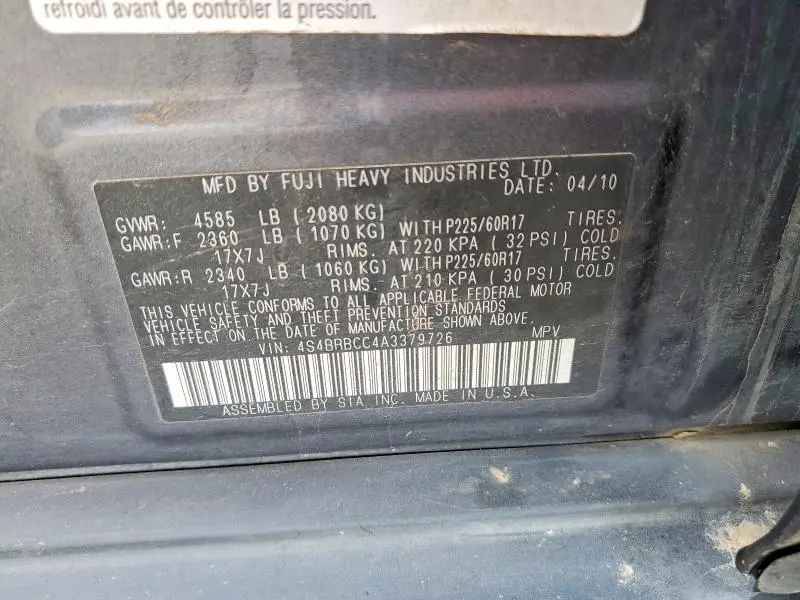 refroidi avant de contrôler la pression.
MFD BY FUJI HEAVY INDUSTRIES LTD.
DATE: 04/10
GVWR: 4585 LB (2080 KG)
GAWR:F 2360 LB (1070 KG) WITH P225/60R17 TIRES.
17X7J RIMS. AT 220 KPA (32 PSI) COLD
GAWR:R 2340 LB (1060 KG) WITH P225/60R17 TIRES.
17X7J RIMS. AT 210 KPA (30 PSI) COLD
THIS VEHICLE CONFORMS TO ALL APPLICABLE FEDERAL MOTOR
VEHICLE SAFETY AND THEFT PREVENTION STANDARDS
IN EFFECT ON THE DATE OF MANUFACTURE SHOWN ABOVE.
VIN: 4S4BRBCC4A3379726 MPV
ASSEMBLED BY SIA INC. MADE IN U.S.A.